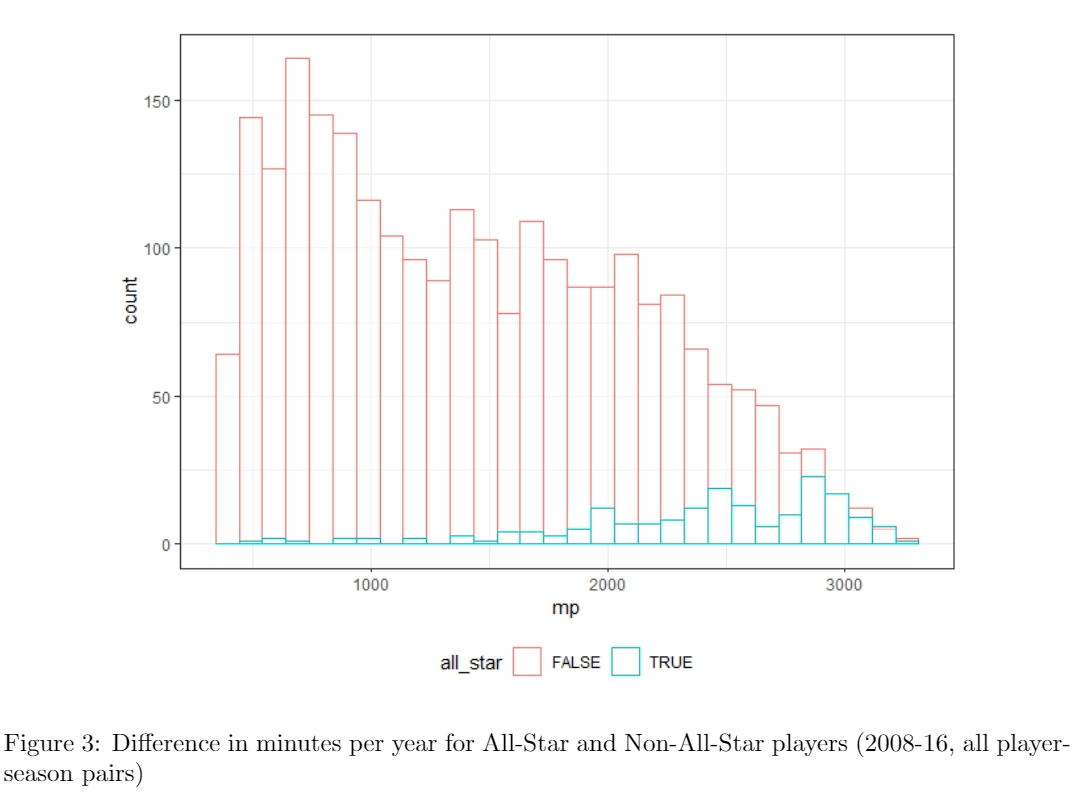 150
100
50
0
count
1000 2000 3000
mp
all_star FALSE TRUE
Figure 3: Difference in minutes per year for All-Star and Non-All-Star players (2008-16, all player-
season pairs)